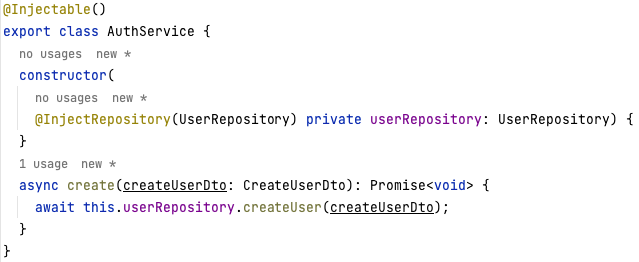 @Injectable()
export class AuthService {
no usages new *
constructor(
no usages new *
@InjectRepository(UserRepository) private userRepository: UserRepository) {
}
1 usage new *
async create(createUserDto: CreateUserDto): Promise<void> {
await this.userRepository.createUser(createUserDto);
}
}